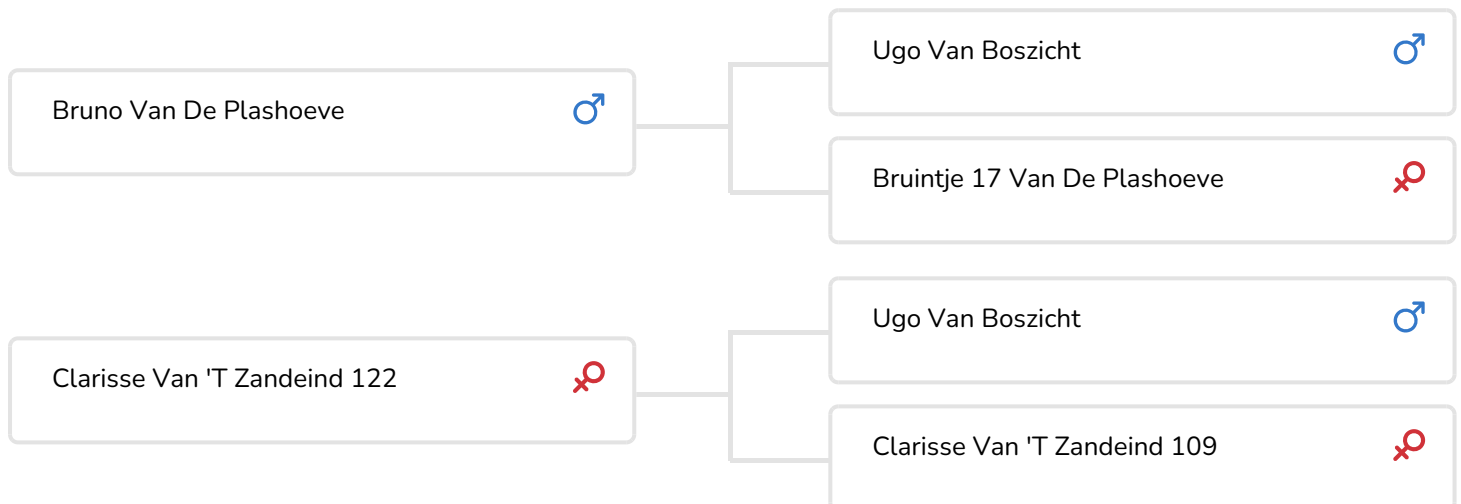 Ugo Van Boszicht
Bruno Van De Plashoeve
Bruintje 17 Van De Plashoeve
Ugo Van Boszicht
Clarisse Van 'T Zandeind 122
Clarisse Van 'T Zandeind 109